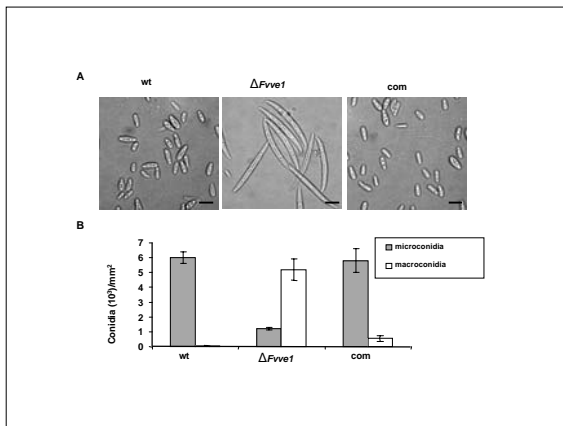 A
wt
ΔFvve1
com
B
Conidia (10³)/mm²
7
6
5
4
3
2
1
0
microconidia
macroconidia
wt
ΔFvve1
com